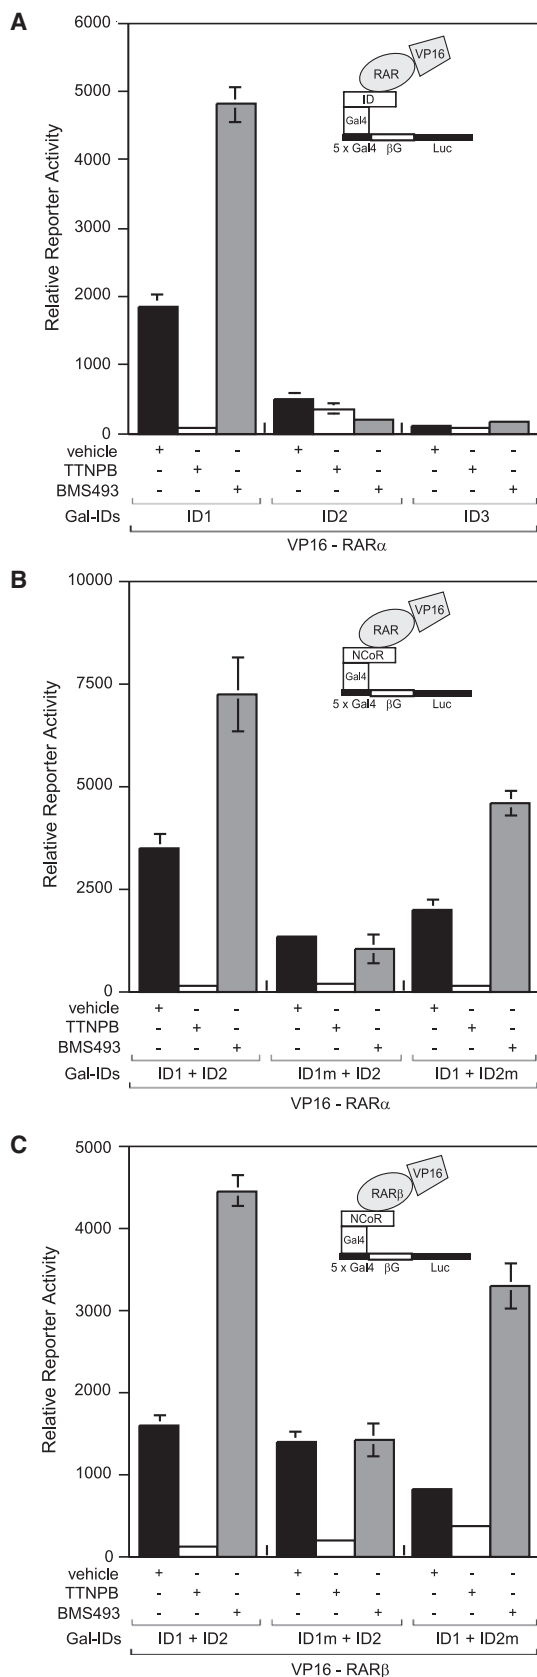 A
6000
5000
4000
3000
2000
1000
0
Relative Reporter Activity
VP16
RAR
ID
Gal4
5 x Gal4 βG Luc
vehicle + - - + - - + - -
TTNPB - + - - + - - + -
BMS493 - - + - - + - - +
Gal-IDs ID1 ID2 ID3
VP16 - RARα
B
10000
7500
5000
2500
0
Relative Reporter Activity
VP16
RAR
NCoR
Gal4
5 x Gal4 βG Luc
vehicle + - - + - - + - -
TTNPB - + - - + - - + -
BMS493 - - + - - + - - +
Gal-IDs ID1 + ID2 ID1m + ID2 ID1 + ID2m
VP16 - RARα
C
5000
4000
3000
2000
1000
0
Relative Reporter Activity
VP16
RARβ
NCoR
Gal4
5 x Gal4 βG Luc
vehicle + - - + - - + - -
TTNPB - + - - + - - + -
BMS493 - - + - - + - - +
Gal-IDs ID1 + ID2 ID1m + ID2 ID1 + ID2m
VP16 - RARβ